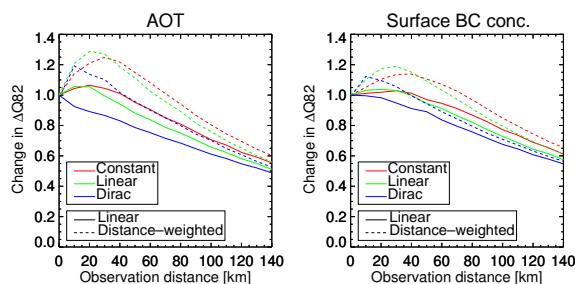 AOT
Change in ΔQ82
1.4
1.2
1.0
0.8
0.6
0.4
0.2
0.0
Constant
Linear
Dirac
Linear
Distance-weighted
0 20 40 60 80 100 120 140
Observation distance [km]
Surface BC conc.
Change in ΔQ82
1.4
1.2
1.0
0.8
0.6
0.4
0.2
0.0
Constant
Linear
Dirac
Linear
Distance-weighted
0 20 40 60 80 100 120 140
Observation distance [km]